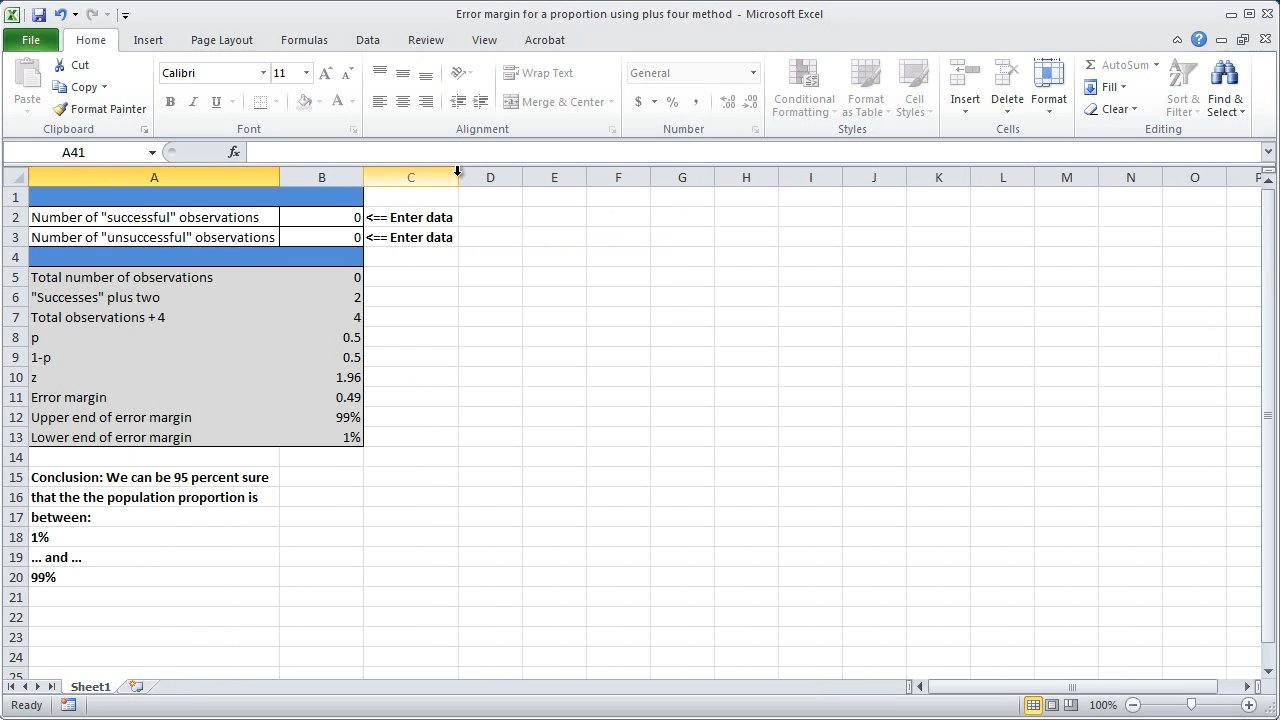 Error margin for a proportion using plus four method - Microsoft Excel
File Home Insert Page Layout Formulas Data Review View Acrobat
Paste Cut Copy Format Painter Clipboard
Calibri 11 B I U A Font
Wrap Text Merge & Center Alignment
General $ % , Number
Conditional Formatting Format Table Cell Styles Styles
Insert Delete Format Cells
Σ AutoSum Fill Clear Sort & Filter Find & Select Editing
A41 fx
A B C D E F G H I J K L M N O P
1
2 Number of "successful" observations 0 <== Enter data
3 Number of "unsuccessful" observations 0 <== Enter data
4
5 Total number of observations 0
6 "Successes" plus two 2
7 Total observations + 4 4
8 p 0.5
9 1-p 0.5
10 z 1.96
11 Error margin 0.49
12 Upper end of error margin 99%
13 Lower end of error margin 1%
14
15 Conclusion: We can be 95 percent sure
16 that the the population proportion is
17 between:
18 1%
19 ... and ...
20 99%
21
22
23
24
25
Sheet1
Ready 100%